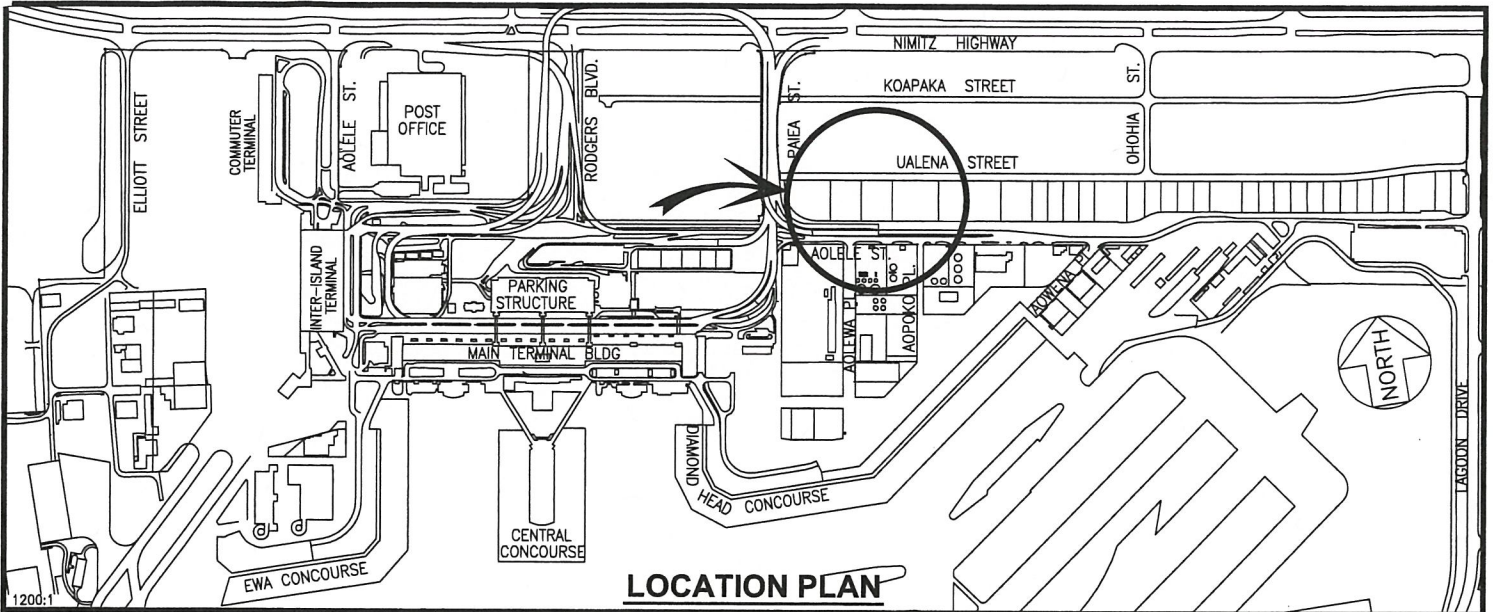 NIMITZ HIGHWAY
KOAPAKA STREET
UALENA STREET
OHOHIA ST.
PAIEA ST.
RODGERS BLVD.
AOLELE ST.
POST
OFFICE
COMMUTER
TERMINAL
ELLIOTT STREET
INTER-ISLAND
TERMINAL
PARKING
STRUCTURE
MAIN TERMINAL BLDG
AOLELE ST.
AOLEWA PL.
AOPOKO PL.
AOWENA PL.
NORTH
LAGOON DRIVE
DIAMOND
HEAD CONCOURSE
CENTRAL
CONCOURSE
EWA CONCOURSE
LOCATION PLAN
1200:1